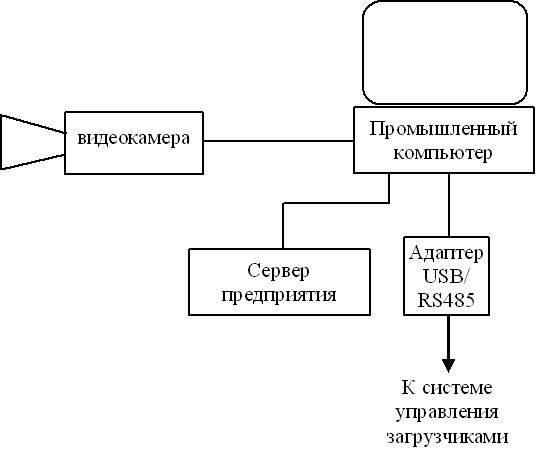 видеокамера
Промышленный
компьютер
Сервер
предприятия
Адаптер
USB/
RS485
К системе
управления
загрузчиками